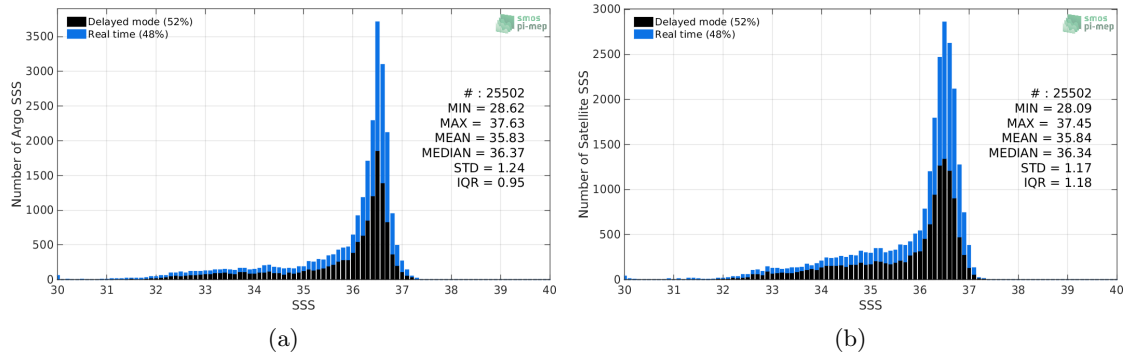 Delayed mode (52%)
Real time (48%)
smos
pi-mep
3500
3000
2500
2000
1500
1000
500
0
Number of Argo SSS
# : 25502
MIN = 28.62
MAX = 37.63
MEAN = 35.83
MEDIAN = 36.37
STD = 1.24
IQR = 0.95
30 31 32 33 34 35 36 37 38 39 40
SSS
(a)
3000
Delayed mode (52%)
Real time (48%)
smos
pi-mep
2500
2000
1500
1000
500
0
Number of Satellite SSS
# : 25502
MIN = 28.09
MAX = 37.45
MEAN = 35.84
MEDIAN = 36.34
STD = 1.17
IQR = 1.18
30 31 32 33 34 35 36 37 38 39 40
SSS
(b)